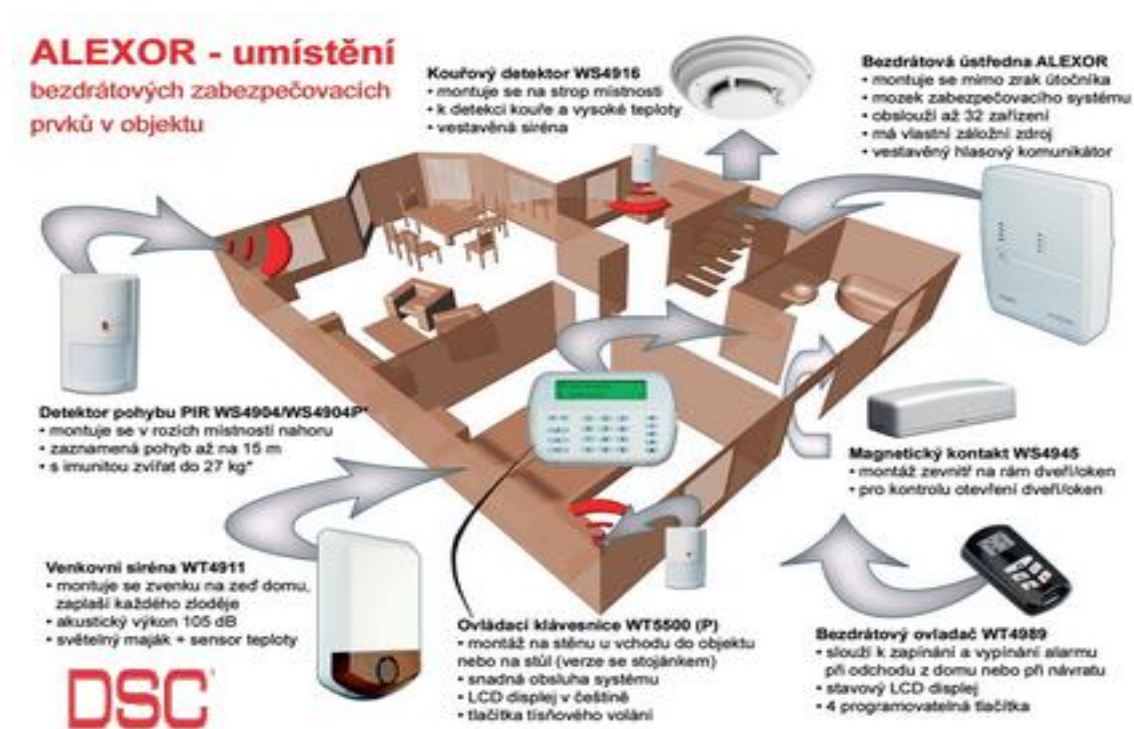 ALEXOR - umístění
bezdrátových zabezpečovacích
prvků v objektu
Kouřový detektor WS4916
• montuje se na strop místnosti
• k detekci kouře a vysoké teploty
• vestavěná siréna
Bezdrátová ústředna ALEXOR
• montuje se mimo zrak útočníka
• mozek zabezpečovacího systému
• obslouží až 32 zařízení
• má vlastní záložní zdroj
• vestavěný hlasový komunikátor
Detektor pohybu PIR WS4904/WS4904P*
• montuje se v rozích místností nahoru
• zaznamená pohyb až na 15 m
• s imunitou zvířat do 27 kg*
Magnetický kontakt WS4945
• montáž zevnitř na rám dveří/oken
• pro kontrolu otevření dveří/oken
Venkovní siréna WT4911
• montuje se zvenku na zeď domu,
zaplaší každého zloděje
• akustický výkon 105 dB
• světelný maják + sensor teploty
Ovládací klávesnice WT5500 (P)
• montáž na stěnu u vchodu do objektu
nebo na stůl (verze se stojánkem)
• snadná obsluha systému
• LCD displej v češtině
• tlačítka tísňového volání
Bezdrátový ovladač WT4989
• slouží k zapínání a vypínání alarmu
při odchodu z domu nebo při návratu
• stavový LCD displej
• 4 programovatelná tlačítka
DSC